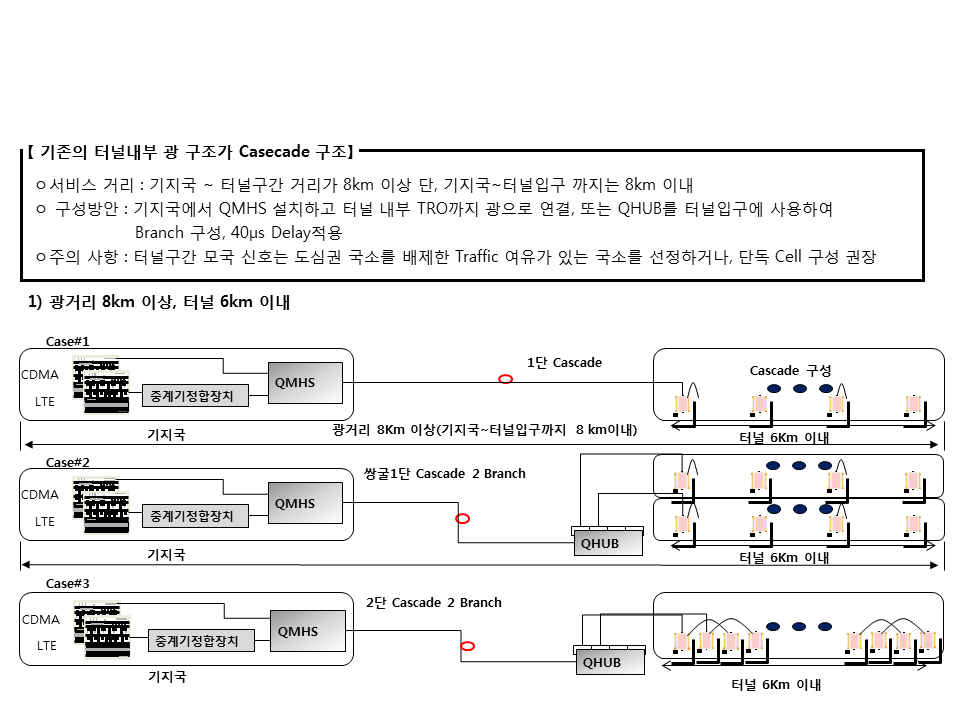 【 기존의 터널내부 광 구조가 Casecade 구조】
ㅇ서비스 거리 : 기지국 ~ 터널구간 거리가 8km 이상 단, 기지국~터널입구 까지는 8km 이내
ㅇ 구성방안 : 기지국에서 QMHS 설치하고 터널 내부 TRO까지 광으로 연결, 또는 QHUB를 터널입구에 사용하여
Branch 구성, 40μs Delay적용
ㅇ주의 사항 : 터널구간 모국 신호는 도심권 국소를 배제한 Traffic 여유가 있는 국소를 선정하거나, 단독 Cell 구성 권장
1) 광거리 8km 이상, 터널 6km 이내
Case#1
CDMA
LTE
중계기정합장치
QMHS
기지국
1단 Cascade
Cascade 구성
광거리 8Km 이상(기지국~터널입구까지 8 km이내)
터널 6Km 이내
Case#2
CDMA
LTE
중계기정합장치
QMHS
기지국
쌍굴1단 Cascade 2 Branch
QHUB
터널 6Km 이내
Case#3
CDMA
LTE
중계기정합장치
QMHS
기지국
2단 Cascade 2 Branch
QHUB
터널 6Km 이내